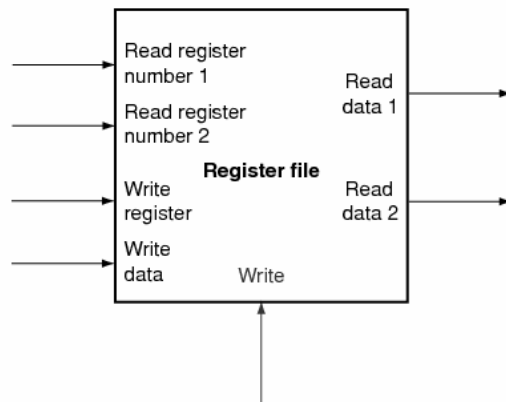 Read register
number 1
Read register
number 2
Write
register
Write
data
Register file
Read
data 1
Read
data 2
Write